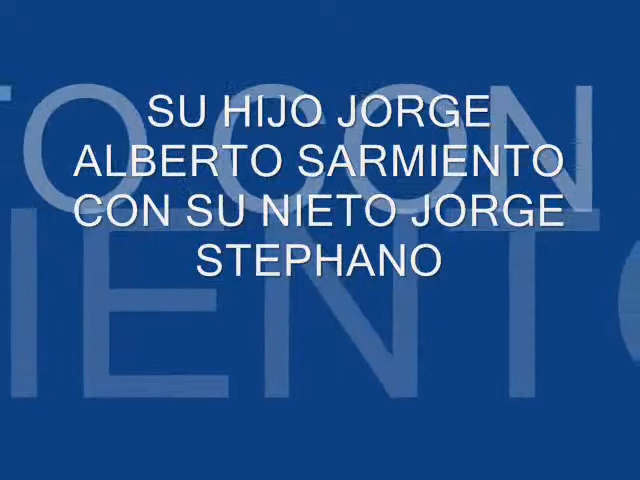 SU HIJO JORGE
ALBERTO SARMIENTO
CON SU NIETO JORGE
STEPHANO